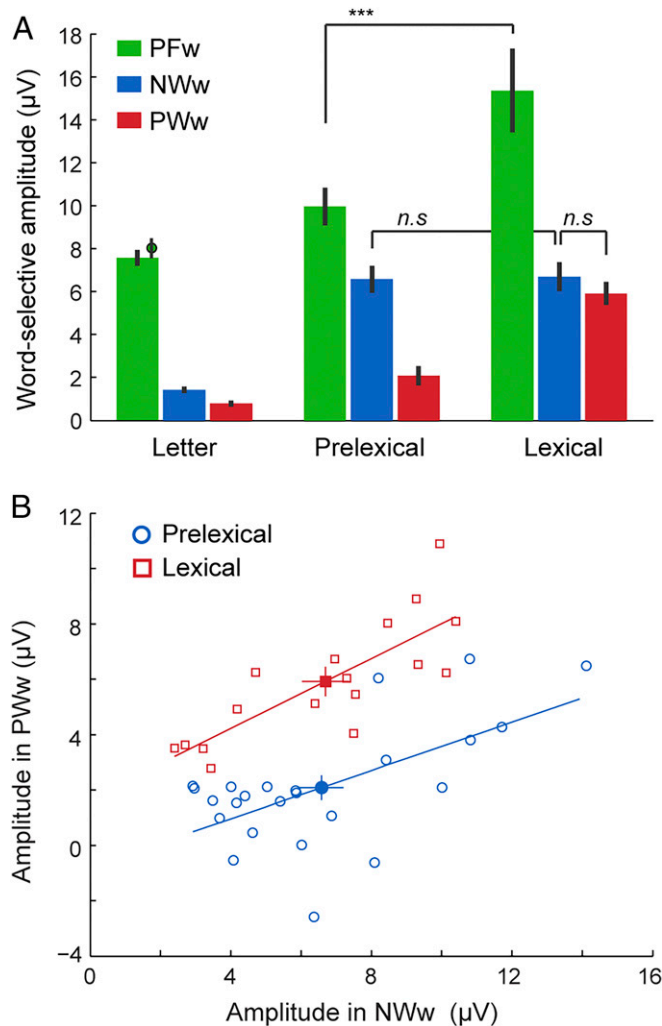 A
***
18
16
14
12
10
8
6
4
2
0
Word-selective amplitude (μV)
PFw
NWw
PWw
n.s
n.s
Letter Prelexical Lexical
B
12
8
4
0
−4
Amplitude in PWw (μV)
Prelexical
Lexical
0 4 8 12 16
Amplitude in NWw (μV)